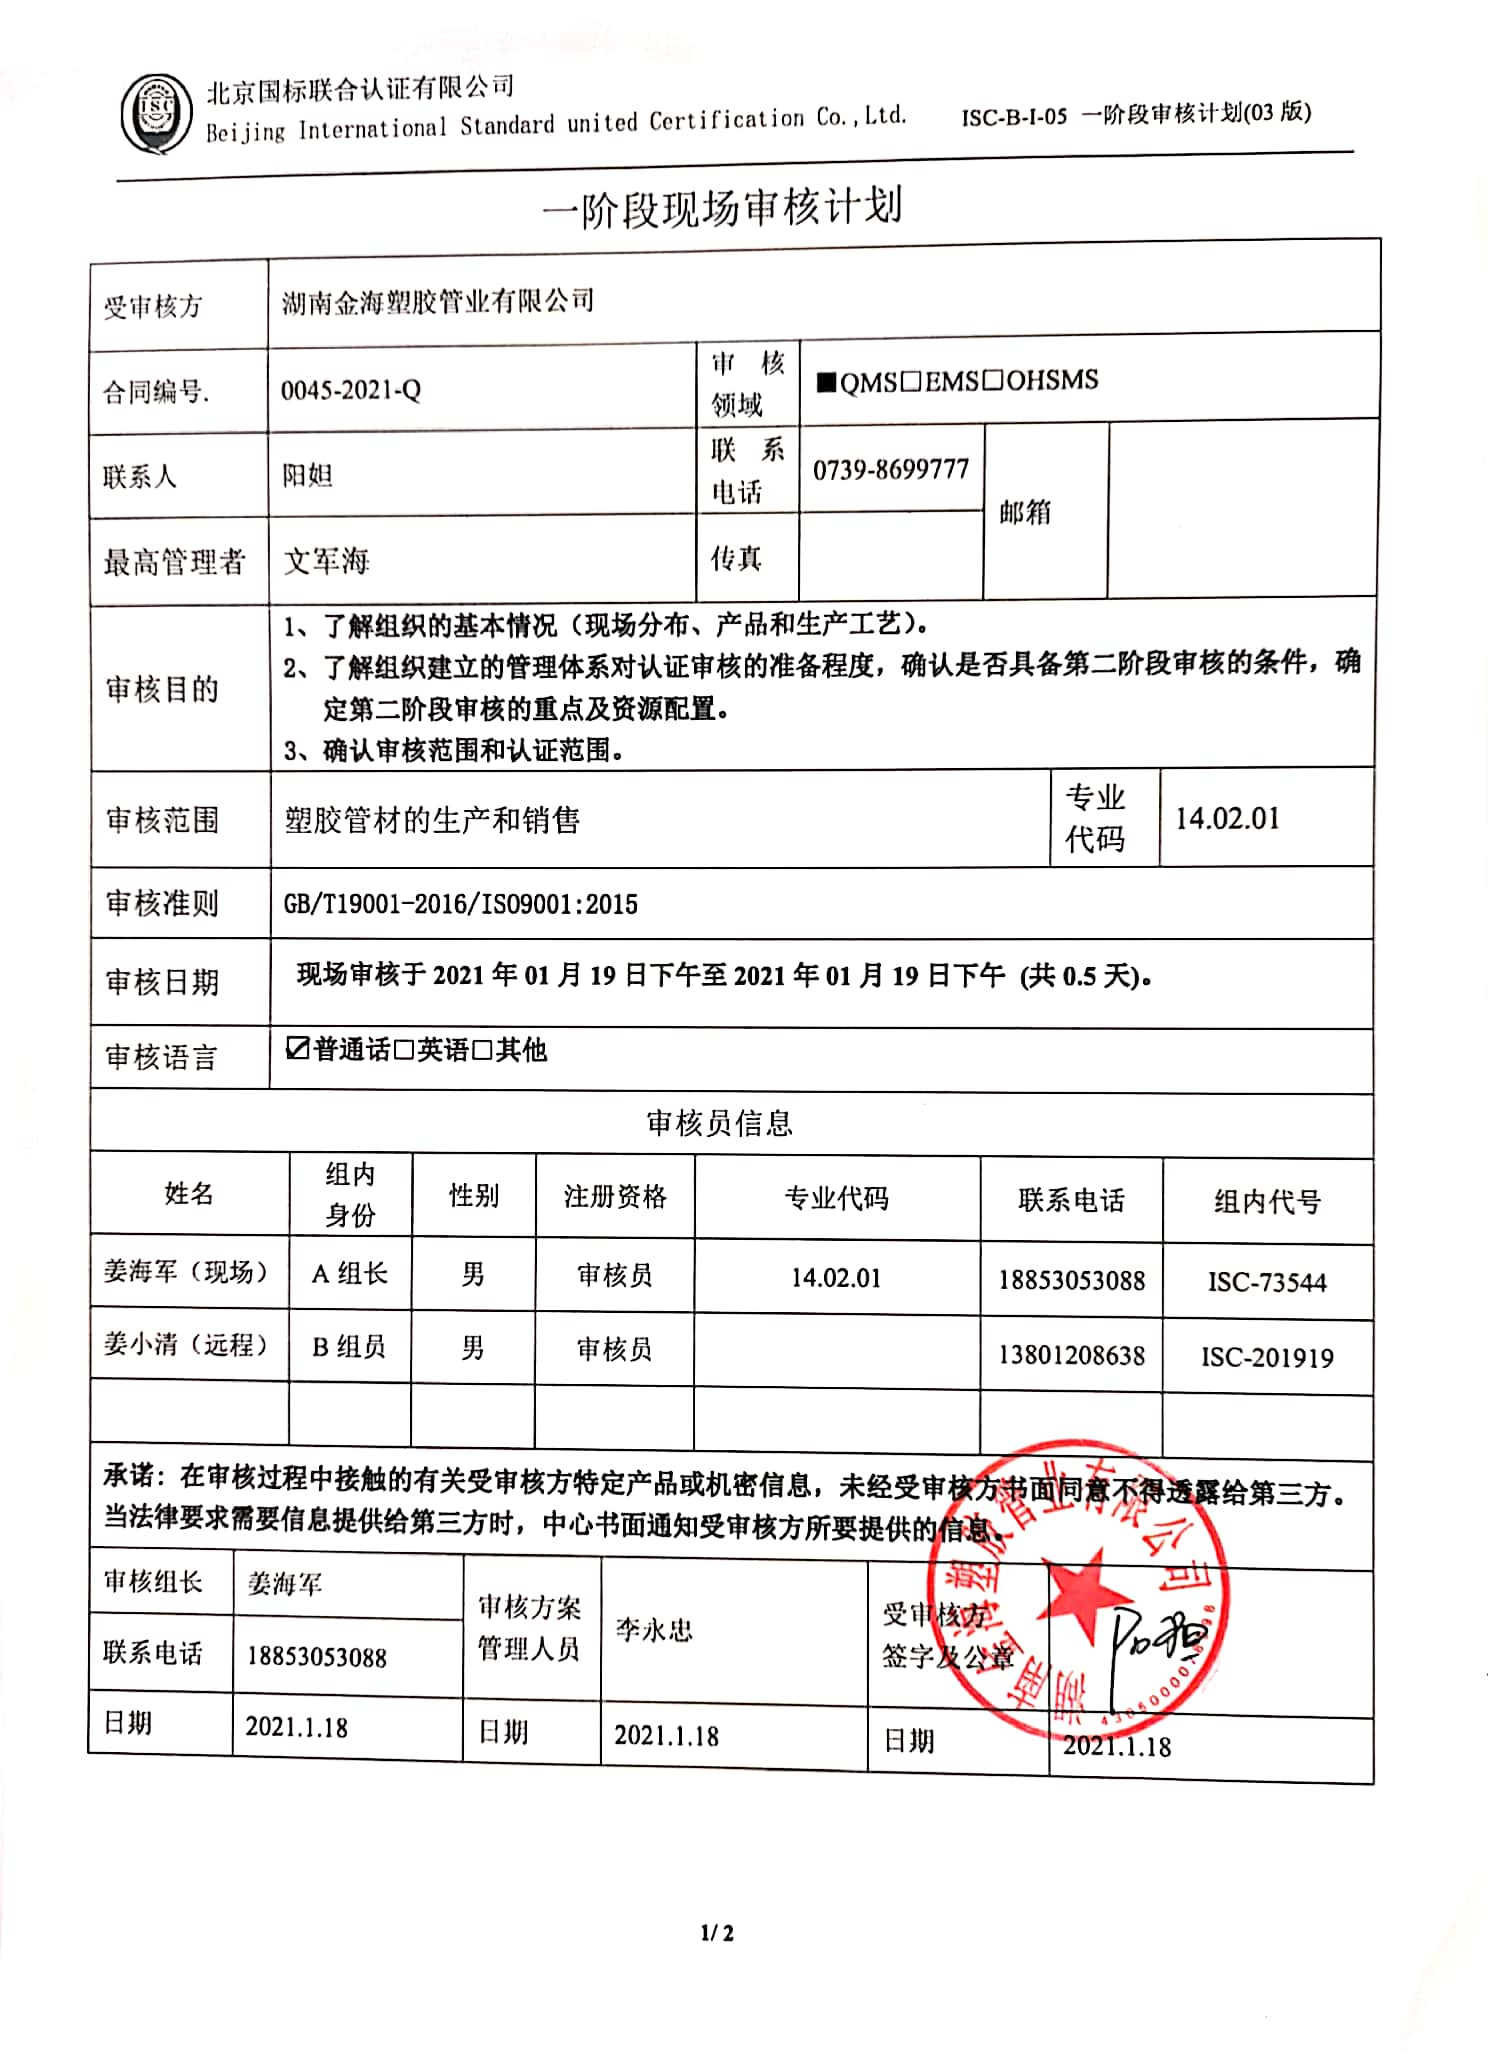 ISC
北京国标联合认证有限公司
Beijing International Standard united Certification Co.,Ltd.
ISC-B-I-05 一阶段审核计划(03 版)
一阶段现场审核计划
受审核方
湖南金海塑胶管业有限公司
合同编号.
0045-2021-Q
审 核
领域
■QMS□EMS□OHSMS
联系人
阳妲
联 系
电话
0739-8699777
邮箱
最高管理者
文军海
传真
审核目的
1、了解组织的基本情况（现场分布、产品和生产工艺）。
2、了解组织建立的管理体系对认证审核的准备程度，确认是否具备第二阶段审核的条件，确
定第二阶段审核的重点及资源配置。
3、确认审核范围和认证范围。
审核范围
塑胶管材的生产和销售
专业
代码
14.02.01
审核准则
GB/T19001-2016/ISO9001:2015
审核日期
现场审核于 2021 年 01 月 19 日下午至 2021 年 01 月 19 日下午 (共 0.5 天)。
审核语言
☑普通话□英语□其他
审核员信息
姓名
组内
身份
性别
注册资格
专业代码
联系电话
组内代号
姜海军（现场）
A 组长
男
审核员
14.02.01
18853053088
ISC-73544
姜小清（远程）
B 组员
男
审核员
13801208638
ISC-201919
承诺：在审核过程中接触的有关受审核方特定产品或机密信息，未经受审核方书面同意不得透露给第三方。
当法律要求需要信息提供给第三方时，中心书面通知受审核方所要提供的信息。
审核组长
姜海军
审核方案
管理人员
李永忠
受审核方
签字及公章
湖南金海塑胶管业有限公司
联系电话
18853053088
日期
2021.1.18
日期
2021.1.18
日期
2021.1.18
1/ 2